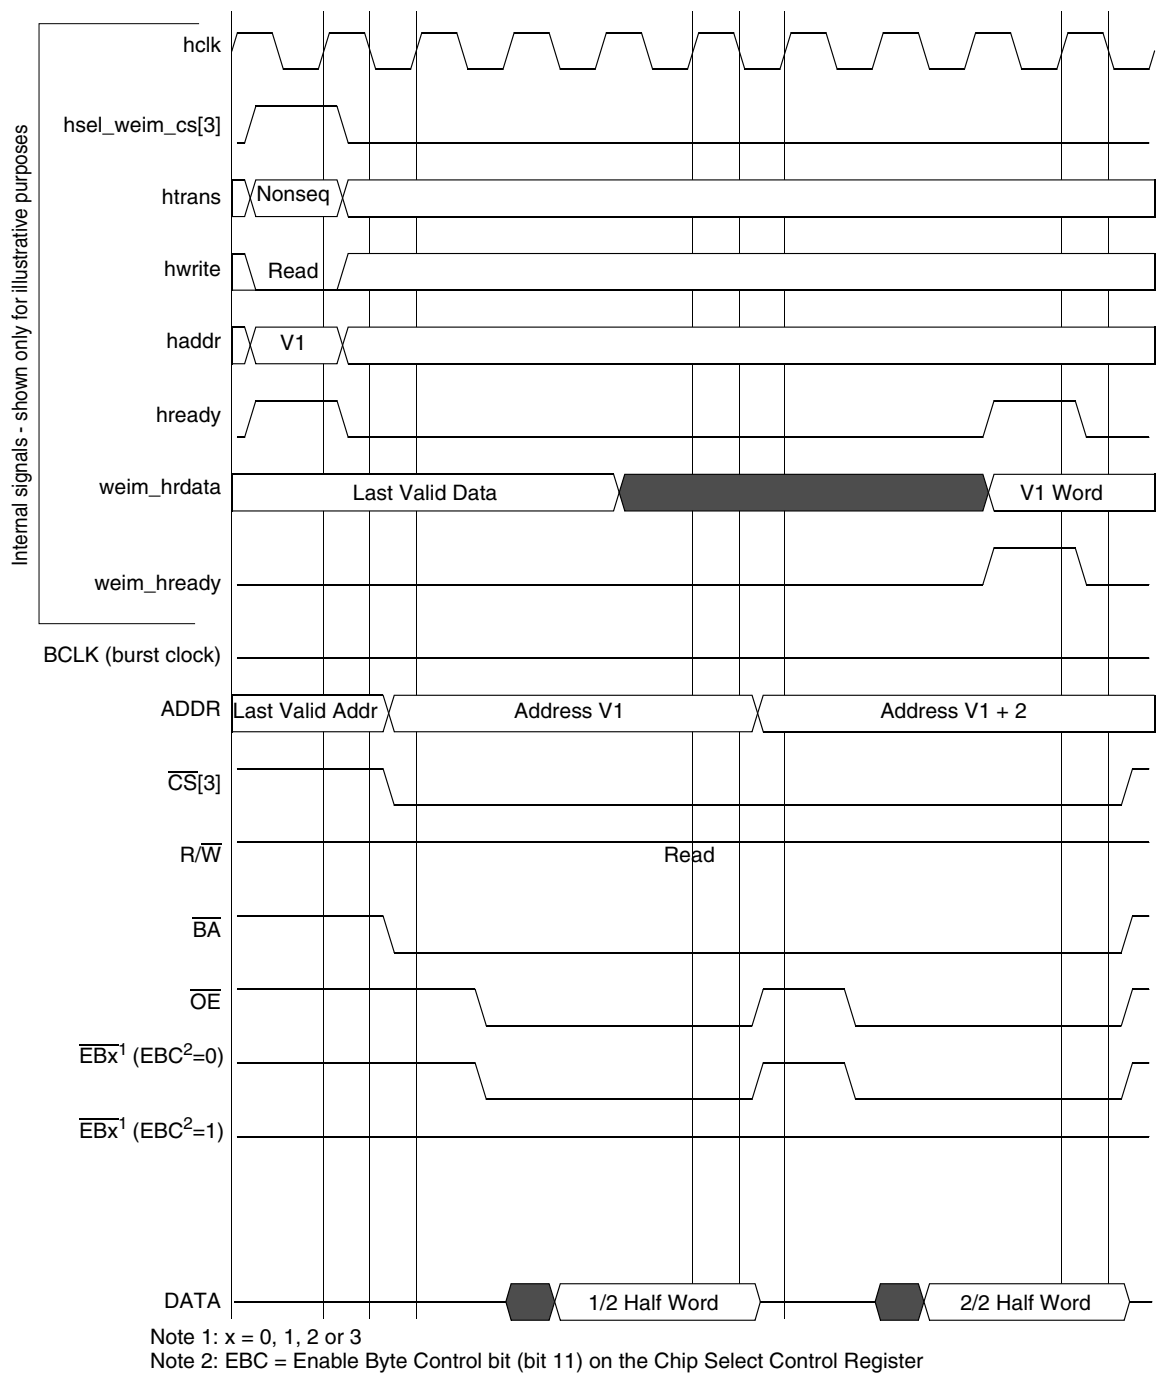 Internal signals - shown only for illustrative purposes
hclk
hsel_weim_cs[3]
htrans
Nonseq
hwrite
Read
haddr
V1
hready
weim_hrdata
Last Valid Data
V1 Word
weim_hready
BCLK (burst clock)
ADDR
Last Valid Addr
Address V1
Address V1 + 2
CS[3]
R/W
Read
BA
OE
EBx1 (EBC2=0)
EBx1 (EBC2=1)
DATA
1/2 Half Word
2/2 Half Word
Note 1: x = 0, 1, 2 or 3
Note 2: EBC = Enable Byte Control bit (bit 11) on the Chip Select Control Register